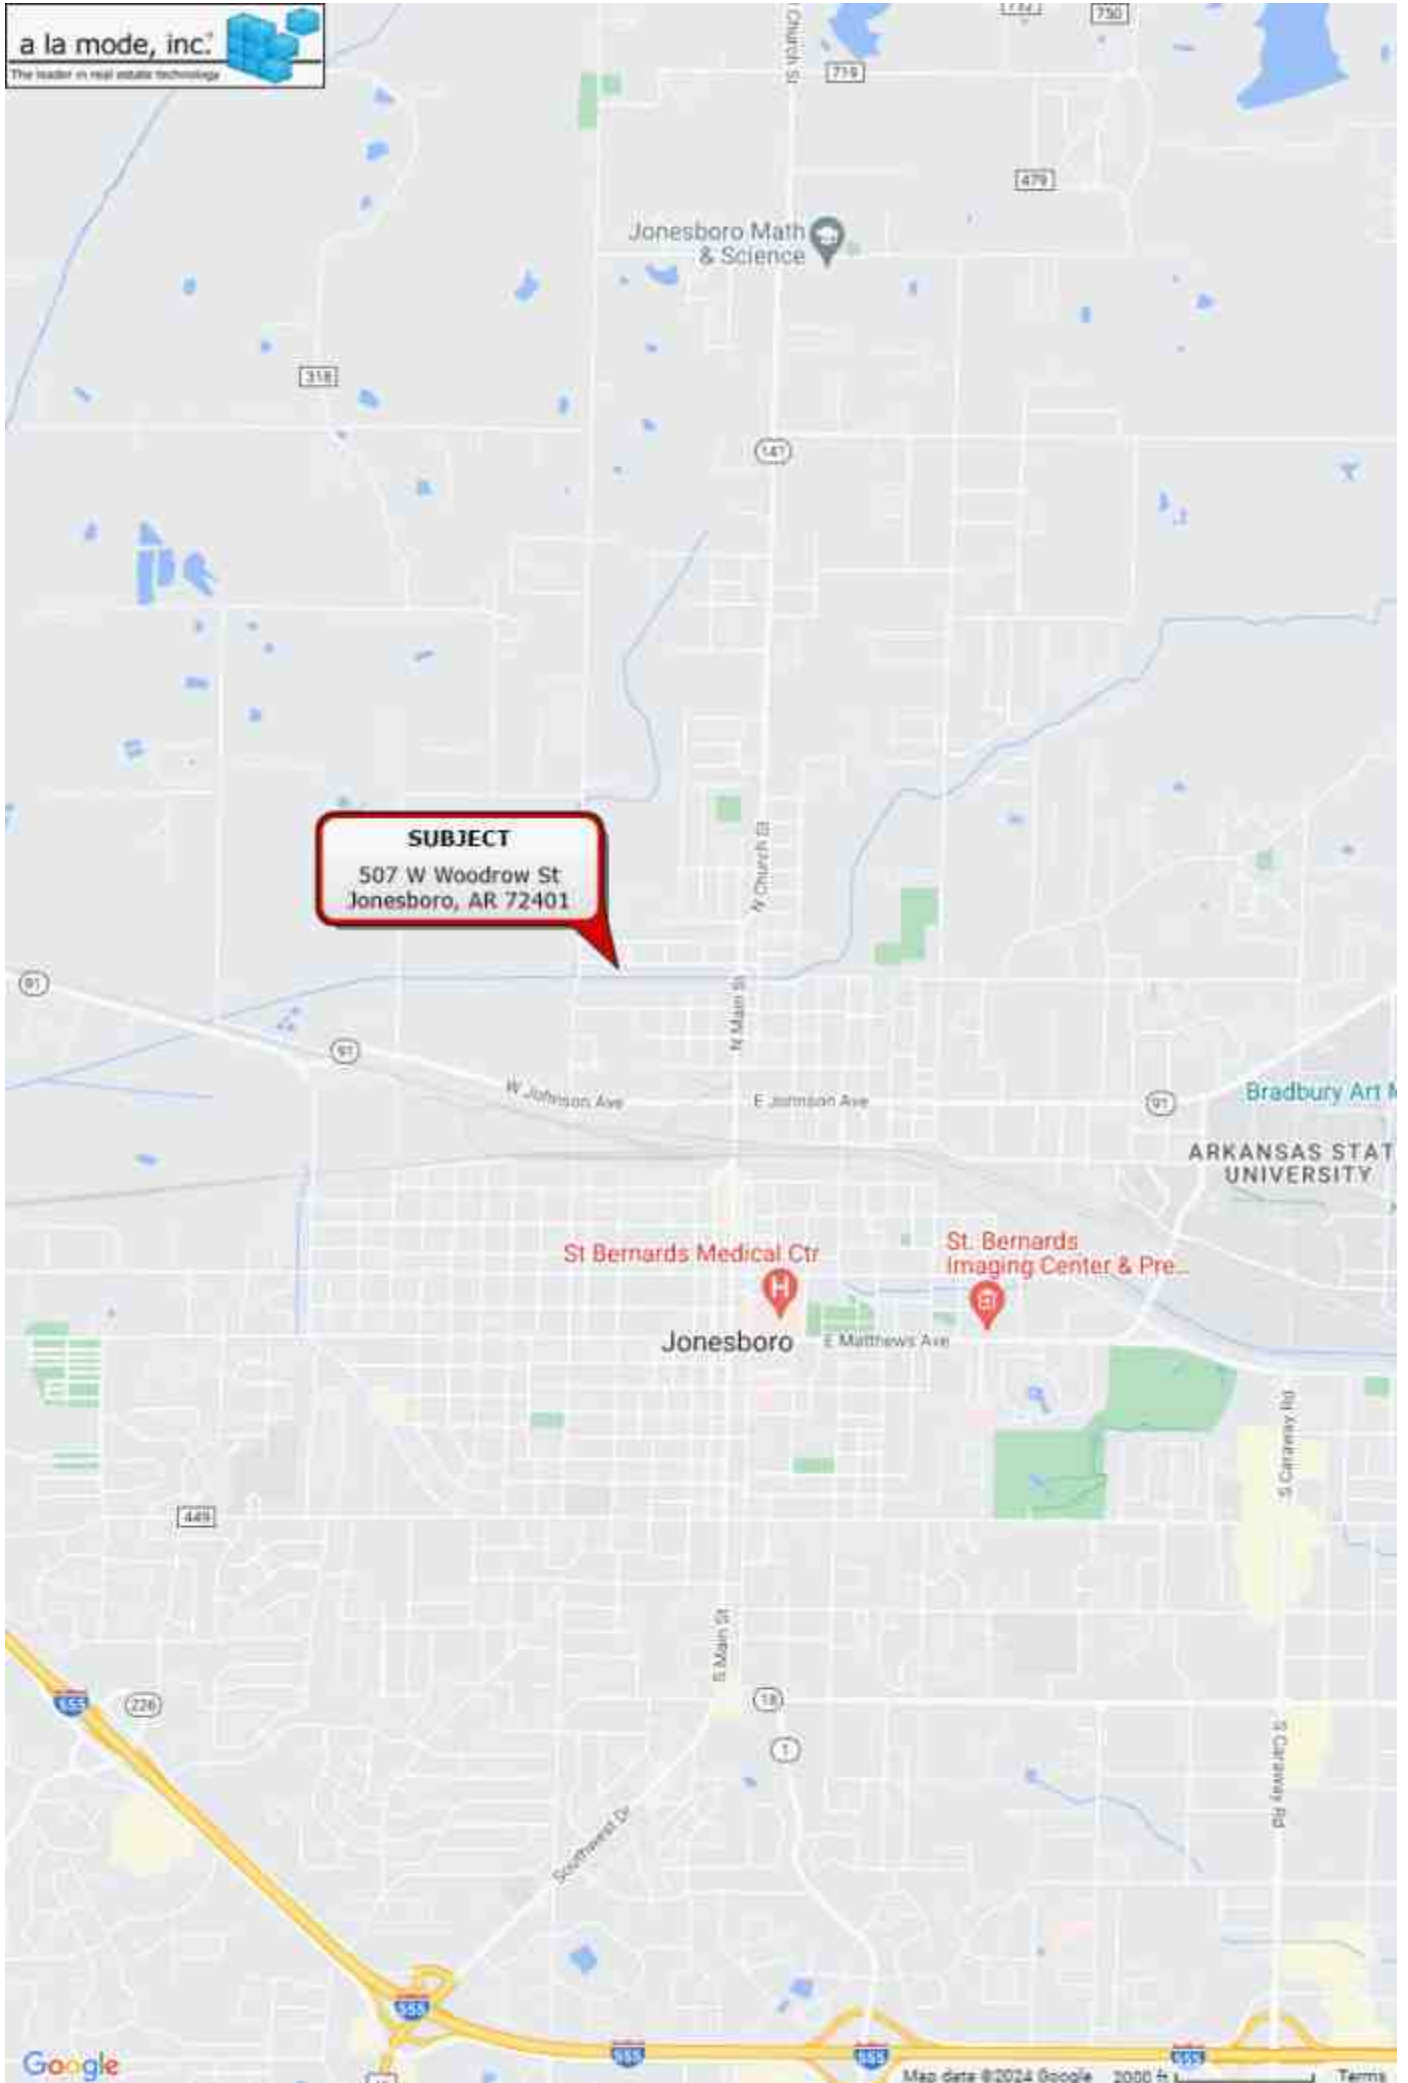 a la mode, inc.
The leader in real estate technology
N Church St
732
750
719
479
Jonesboro Math
& Science
318
141
SUBJECT
507 W Woodrow St
Jonesboro, AR 72401
N Church St
91
N Main St
91
W Johnson Ave
E Johnson Ave
91
Bradbury Art M
ARKANSAS STAT
UNIVERSITY
St Bernards Medical Ctr
St. Bernards
Imaging Center & Pre...
H
Jonesboro
E Matthews Ave
S Caraway Rd
449
S Main St
555
226
18
1
S Caraway Rd
Southwest Dr
555
555
555
555
Google
Map data ©2024 Google
2000 ft
Terms